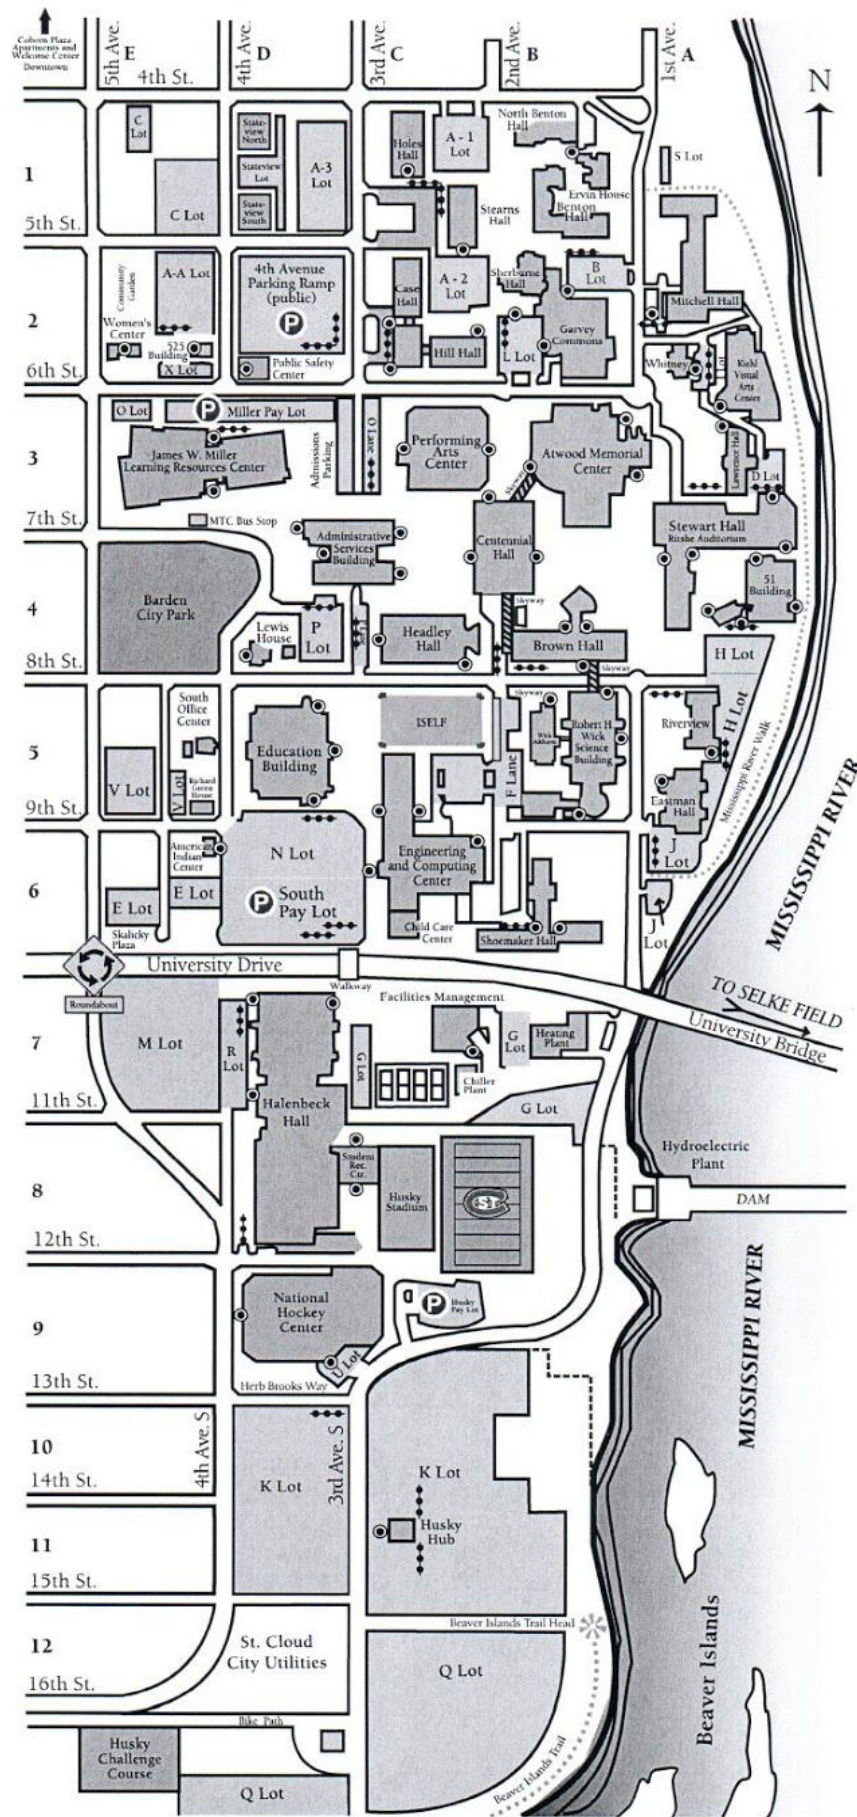 Coborn Plaza
Apartments and
Welcome Center
Downtown
E
D
C
B
A
5th Ave.
4th Ave.
3rd Ave.
2nd Ave.
1st Ave.
4th St.
N
1
C
Lot
State-
view
North
Stateview
Lot
State-
view
South
A-3
Lot
Holes
Hall
A - 1
Lot
North Benton
Hall
S Lot
Ervin House
Benton
Hall
Stearns
Hall
C Lot
5th St.
2
Community
Garden
A-A Lot
4th Avenue
Parking Ramp
(public)
P
Case
Hall
A - 2
Lot
Sherburne
Hall
B
Lot
Mitchell Hall
Women's
Center
525
Building
X Lot
Public Safety
Center
Hill Hall
L Lot
Garvey
Commons
Whitney
Lot
Kiehl
Visual
Arts
Center
6th St.
3
O Lot
P
Miller Pay Lot
James W. Miller
Learning Resources Center
Admissions
Parking
O Lane
Performing
Arts
Center
Skyway
Atwood Memorial
Center
Lawrence Hall
D Lot
7th St.
MTC Bus Stop
Administrative
Services
Building
Centennial
Hall
Stewart Hall
Ritsche Auditorium
51
Building
4
Barden
City Park
Lewis
House
P
Lot
Headley
Hall
Skyway
Brown Hall
Skyway
H Lot
8th St.
5
South
Office
Center
Education
Building
ISELF
Skyway
Robert H.
Wick
Science
Building
Riverview
H Lot
Mississippi River Walk
V Lot
V Lot
Richard
Green
House
F Lane
Eastman
Hall
9th St.
J
Lot
6
American
Indian
Center
N Lot
P
South
Pay Lot
Engineering
and Computing
Center
E Lot
E Lot
Child Care
Center
Shoemaker Hall
J
Lot
Skalicky
Plaza
MISSISSIPPI RIVER
University Drive
Walkway
Roundabout
TO SELKE FIELD
University Bridge
7
M Lot
R
Lot
Facilities Management
G Lot
G
Lot
Heating
Plant
Chiller
Plant
G Lot
11th St.
Halenbeck
Hall
8
Student
Rec.
Ctr.
Husky
Stadium
Hydroelectric
Plant
DAM
12th St.
9
National
Hockey
Center
P
Husky
Pay Lot
U Lot
MISSISSIPPI RIVER
13th St.
Herb Brooks Way
10
4th Ave. S
3rd Ave. S
14th St.
K Lot
K Lot
11
Husky
Hub
15th St.
12
St. Cloud
City Utilities
Beaver Islands Trail Head
16th St.
Q Lot
Beaver Islands
Bike Path
Husky
Challenge
Course
Q Lot
Beaver Islands Trail